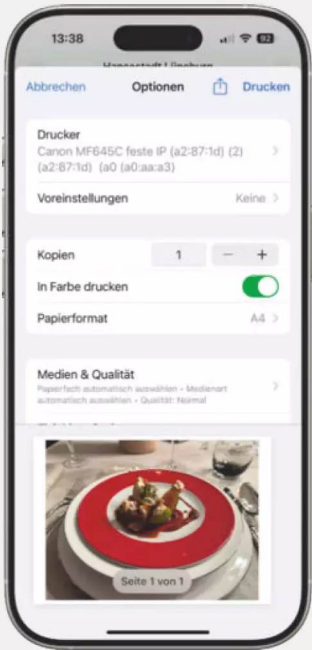 13:38
92
Hansestadt Lüneburg
Abbrechen Optionen Drucken
Drucker
Canon MF645C feste IP (a2:87:1d) (2)
(a2:87:1d) (a0 (a0:aa:a3)
Voreinstellungen Keine
Kopien 1 − +
In Farbe drucken
Papierformat A4
Medien & Qualität
Papierfach automatisch auswählen • Medienart
automatisch auswählen • Qualität: Normal
Seite 1 von 1